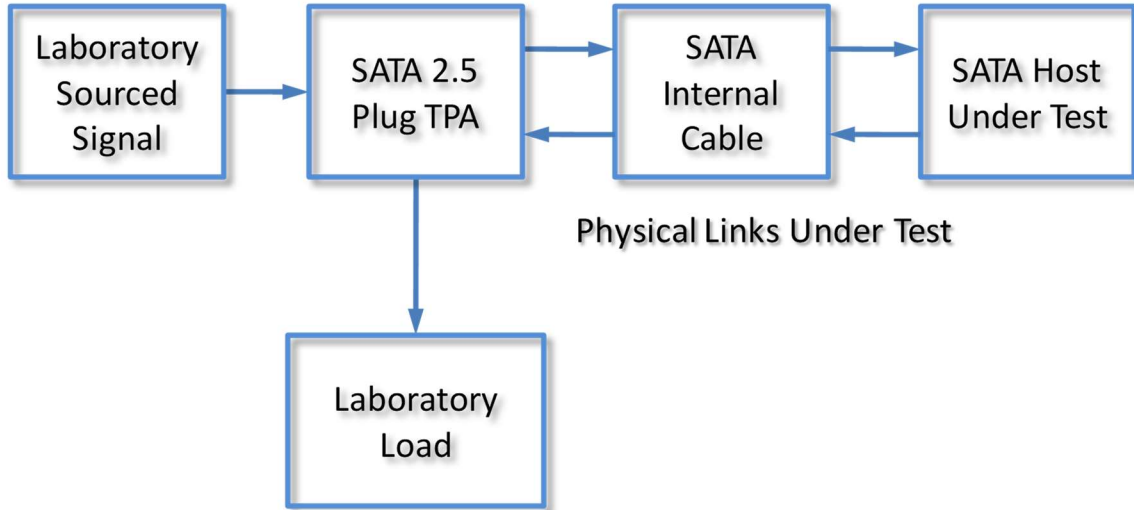 Laboratory
Sourced
Signal
SATA 2.5
Plug TPA
SATA
Internal
Cable
SATA Host
Under Test
Physical Links Under Test
Laboratory
Load